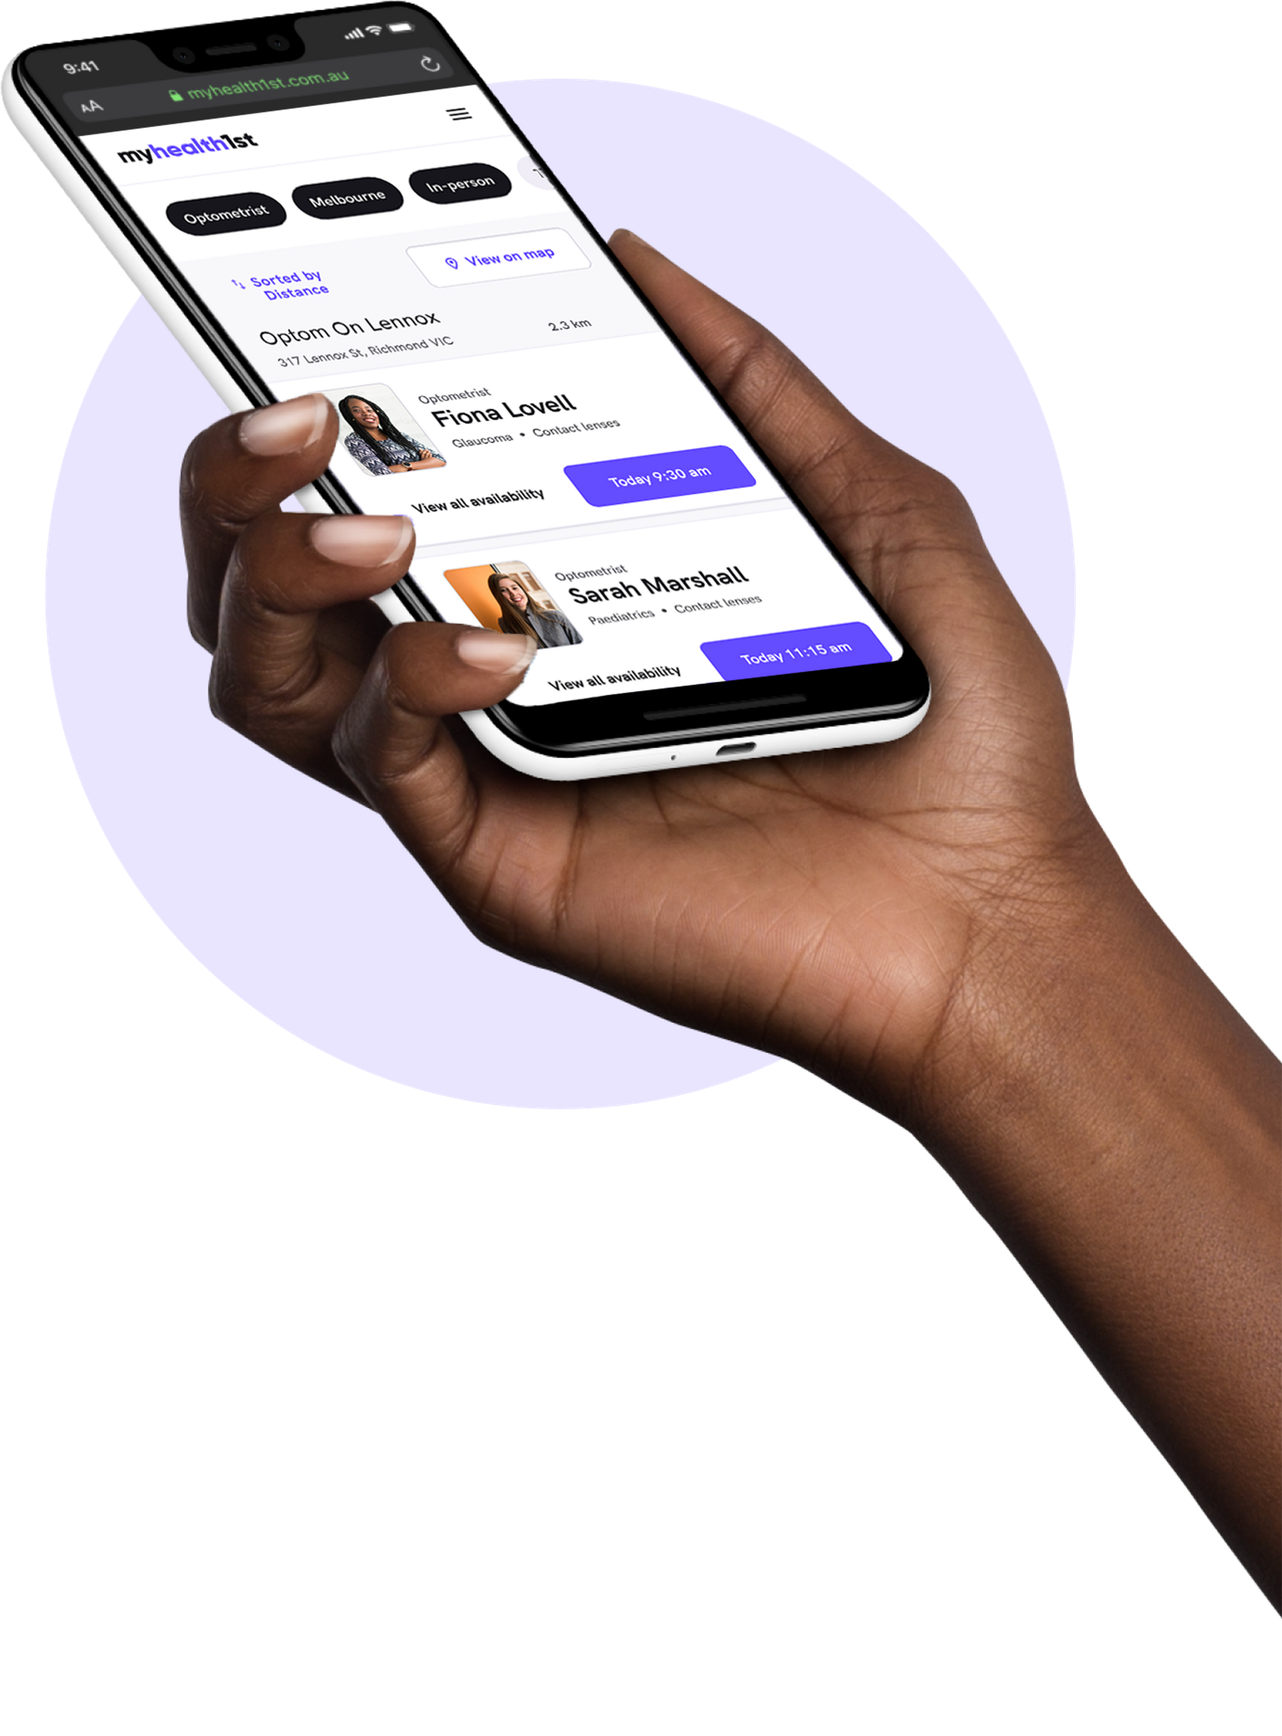 9:41
AA
myhealth1st.com.au
myhealth1st
Optometrist
Melbourne
In-person
View on map
Sorted by
Distance
Optom On Lennox
2.3 km
317 Lennox St, Richmond VIC
Optometrist
Fiona Lovell
Glaucoma • Contact lenses
View all availability
Today 9:30 am
Optometrist
Sarah Marshall
Paediatrics • Contact lenses
View all availability
Today 11:15 am